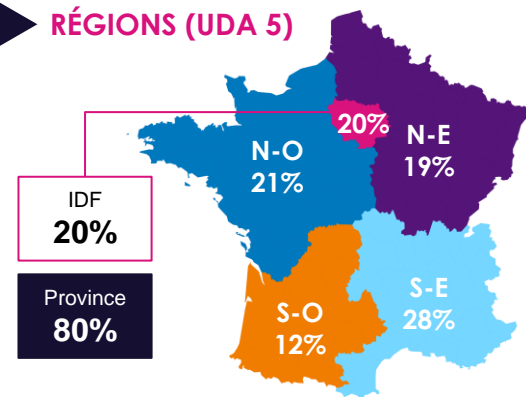 RÉGIONS (UDA 5)
20%
N-E
19%
N-O
21%
IDF
20%
Province
80%
S-E
28%
S-O
12%